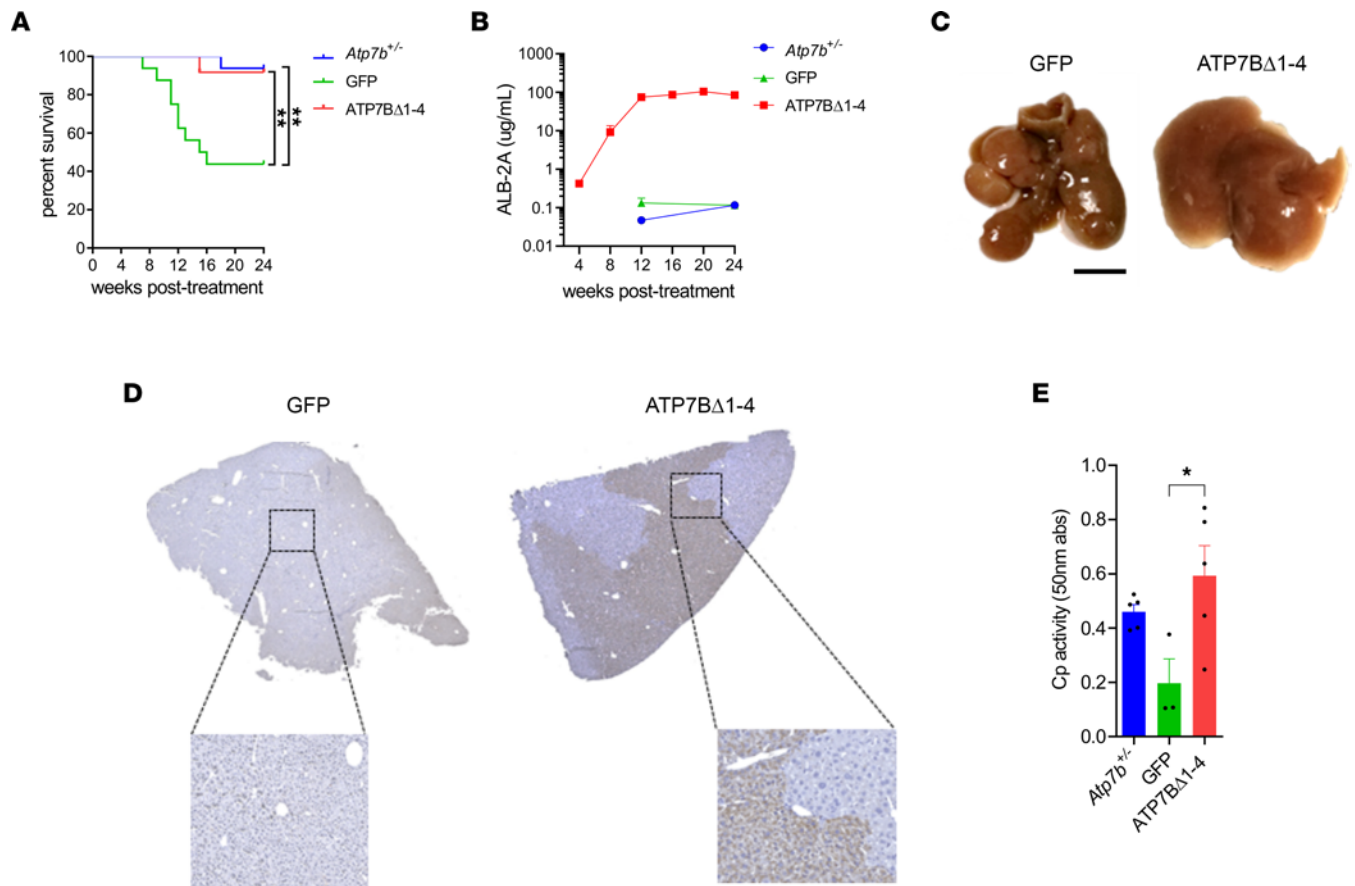 A
percent survival
100
80
60
40
20
0
0 4 8 12 16 20 24
weeks post-treatment
Atp7b+/-
GFP
ATP7BΔ1-4
**
**
B
ALB-2A (ug/mL)
1000
100
10
1
0.1
0.01
4 8 12 16 20 24
weeks post-treatment
Atp7b+/-
GFP
ATP7BΔ1-4
C
GFP ATP7BΔ1-4
D
GFP ATP7BΔ1-4
E
Cp activity (50nm abs)
1.0
0.8
0.6
0.4
0.2
0.0
*
Atp7b+/-
GFP
ATP7BΔ1-4